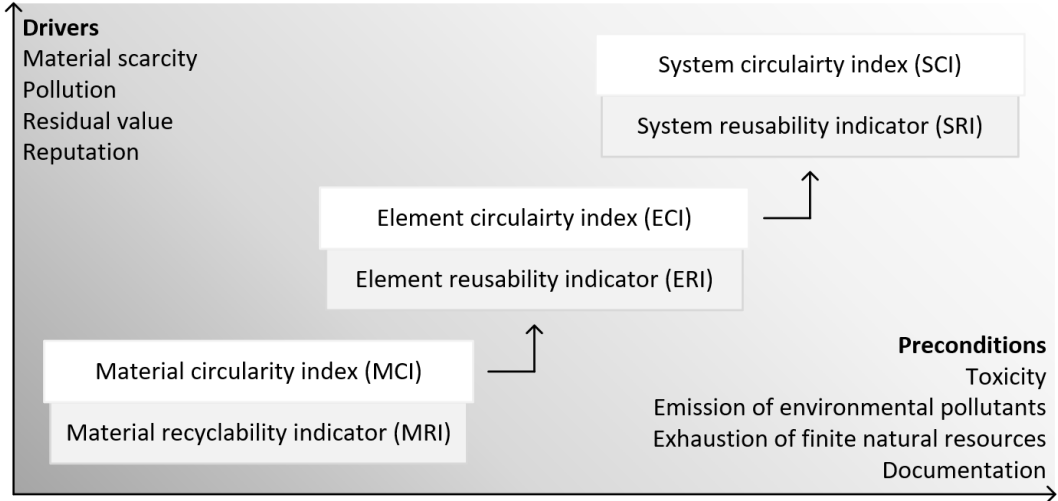 Drivers
Material scarcity
Pollution
Residual value
Reputation
System circulairty index (SCI)
System reusability indicator (SRI)
Element circulairty index (ECI)
Element reusability indicator (ERI)
Material circularity index (MCI)
Material recyclability indicator (MRI)
Preconditions
Toxicity
Emission of environmental pollutants
Exhaustion of finite natural resources
Documentation